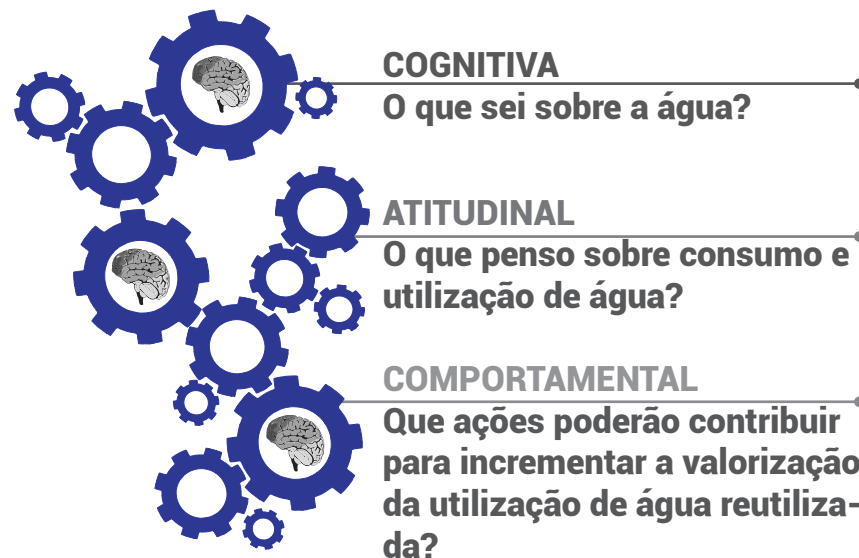 COGNITIVA
O que sei sobre a água?
ATITUDINAL
O que penso sobre consumo e
utilização de água?
COMPORTAMENTAL
Que ações poderão contribuir
para incrementar a valorização
da utilização de água reutiliza-
da?